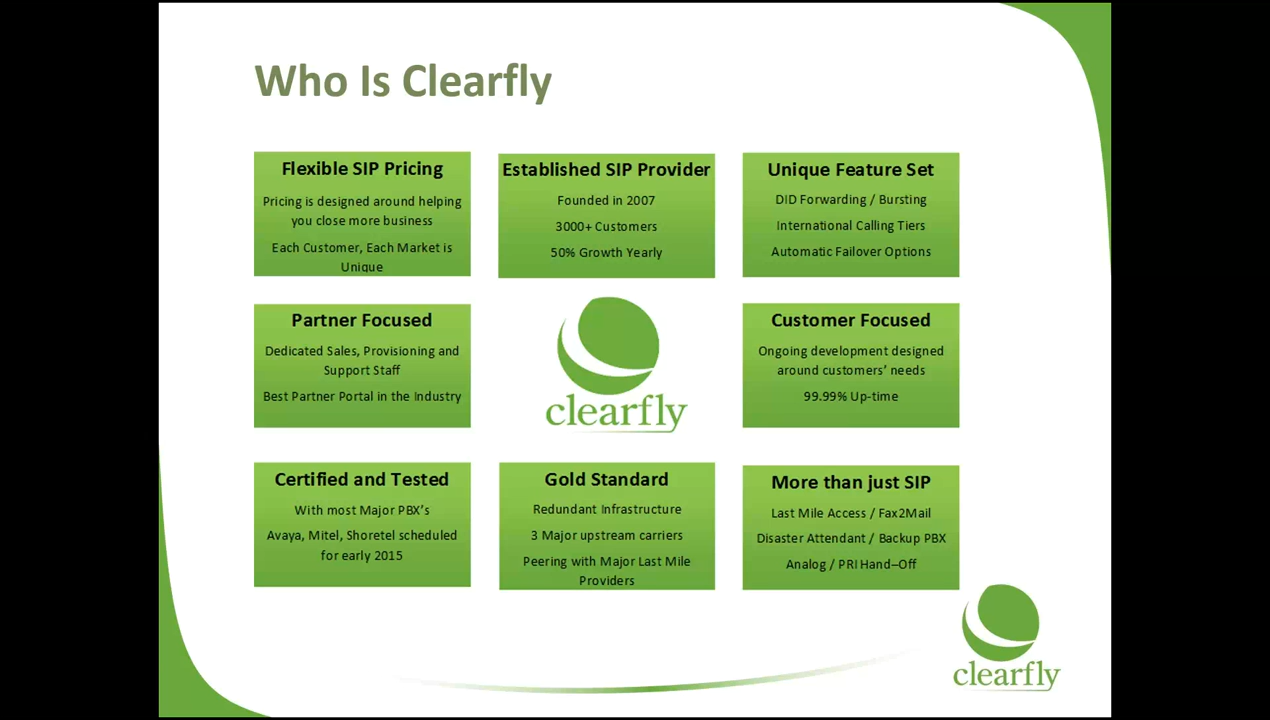 Who Is Clearfly
Flexible SIP Pricing
Pricing is designed around helping
you close more business
Each Customer, Each Market is
Unique
Established SIP Provider
Founded in 2007
3000+ Customers
50% Growth Yearly
Unique Feature Set
DID Forwarding / Bursting
International Calling Tiers
Automatic Failover Options
Partner Focused
Dedicated Sales, Provisioning and
Support Staff
Best Partner Portal in the Industry
clearfly
Customer Focused
Ongoing development designed
around customers’ needs
99.99% Up-time
Certified and Tested
With most Major PBX’s
Avaya, Mitel, Shoretel scheduled
for early 2015
Gold Standard
Redundant Infrastructure
3 Major upstream carriers
Peering with Major Last Mile
Providers
More than just SIP
Last Mile Access / Fax2Mail
Disaster Attendant / Backup PBX
Analog / PRI Hand–Off
clearfly